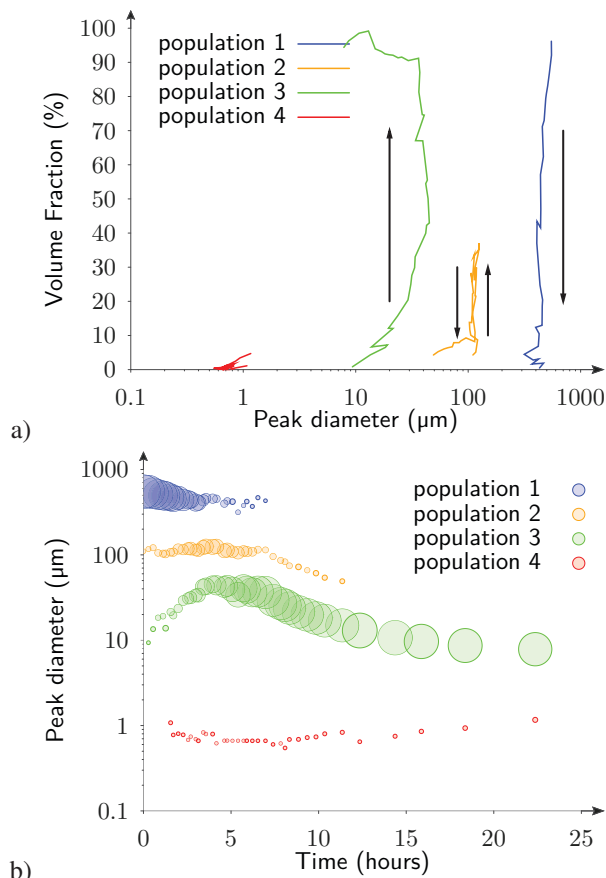 100
90
80
70
60
50
40
30
20
10
0
Volume Fraction (%)
population 1
population 2
population 3
population 4
0.1 1 10 100 1000
Peak diameter (µm)
a)
1000
100
10
1
0.1
Peak diameter (µm)
population 1
population 2
population 3
population 4
0 5 10 15 20 25
Time (hours)
b)